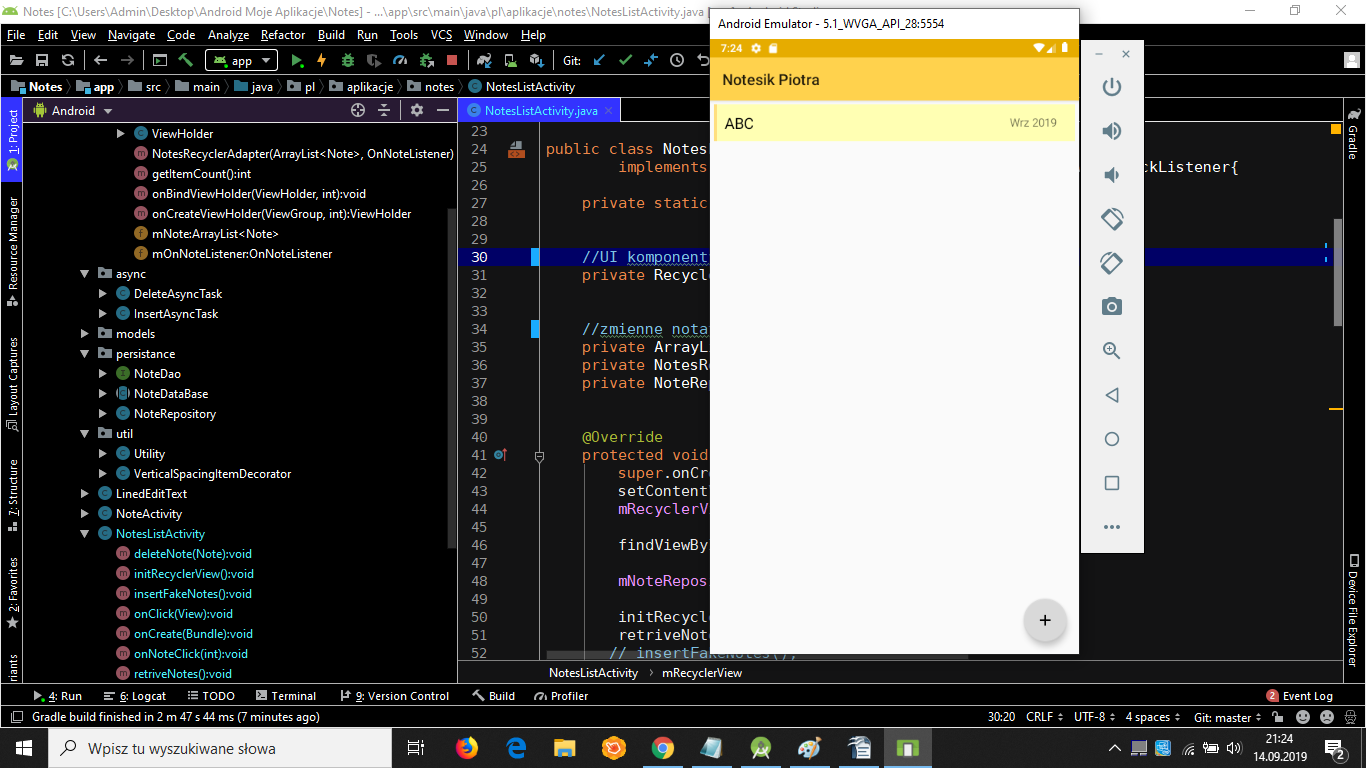 Notes [C:\Users\Admin\Desktop\Android Moje Aplikacje\Notes] - ...\app\src\main\java\pl\aplikacje\notes\NotesListActivity.java
File Edit View Navigate Code Analyze Refactor Build Run Tools VCS Window Help
app Git:
Notes app src main java pl aplikacje notes NotesListActivity
1: Project
Resource Manager
Layout Captures
7: Structure
2: Favorites
riants
Android
ViewHolder
NotesRecyclerAdapter(ArrayList<Note>, OnNoteListener)
getItemCount():int
onBindViewHolder(ViewHolder, int):void
onCreateViewHolder(ViewGroup, int):ViewHolder
mNote:ArrayList<Note>
mOnNoteListener:OnNoteListener
async
DeleteAsyncTask
InsertAsyncTask
models
persistance
NoteDao
NoteDataBase
NoteRepository
util
Utility
VerticalSpacingItemDecorator
LinedEditText
NoteActivity
NotesListActivity
deleteNote(Note):void
initRecyclerView():void
insertFakeNotes():void
onClick(View):void
onCreate(Bundle):void
onNoteClick(int):void
retriveNotes():void
NotesListActivity.java
23
24 public class Notes
25 implements ckListener{
26
27 private static
28
29
30 //UI komponent
31 private Recycl
32
33
34 //zmienne nota
35 private ArrayL
36 private NotesR
37 private NoteRe
38
39
40 @Override
41 protected void
42 super.onCr
43 setContent
44 mRecyclerV
45
46 findViewBy
47
48 mNoteRepos
49
50 initRecycl
51 retriveNot
52 // insertFakeNotes();
NotesListActivity mRecyclerView
Android Emulator - 5.1_WVGA_API_28:5554
7:24
Notesik Piotra
ABC Wrz 2019
+
Gradle
Device File Explorer
4: Run 6: Logcat TODO Terminal 9: Version Control Build Profiler 2 Event Log
Gradle build finished in 2 m 47 s 44 ms (7 minutes ago) 30:20 CRLF UTF-8 4 spaces Git: master
Wpisz tu wyszukiwane słowa
21:24
14.09.2019
2